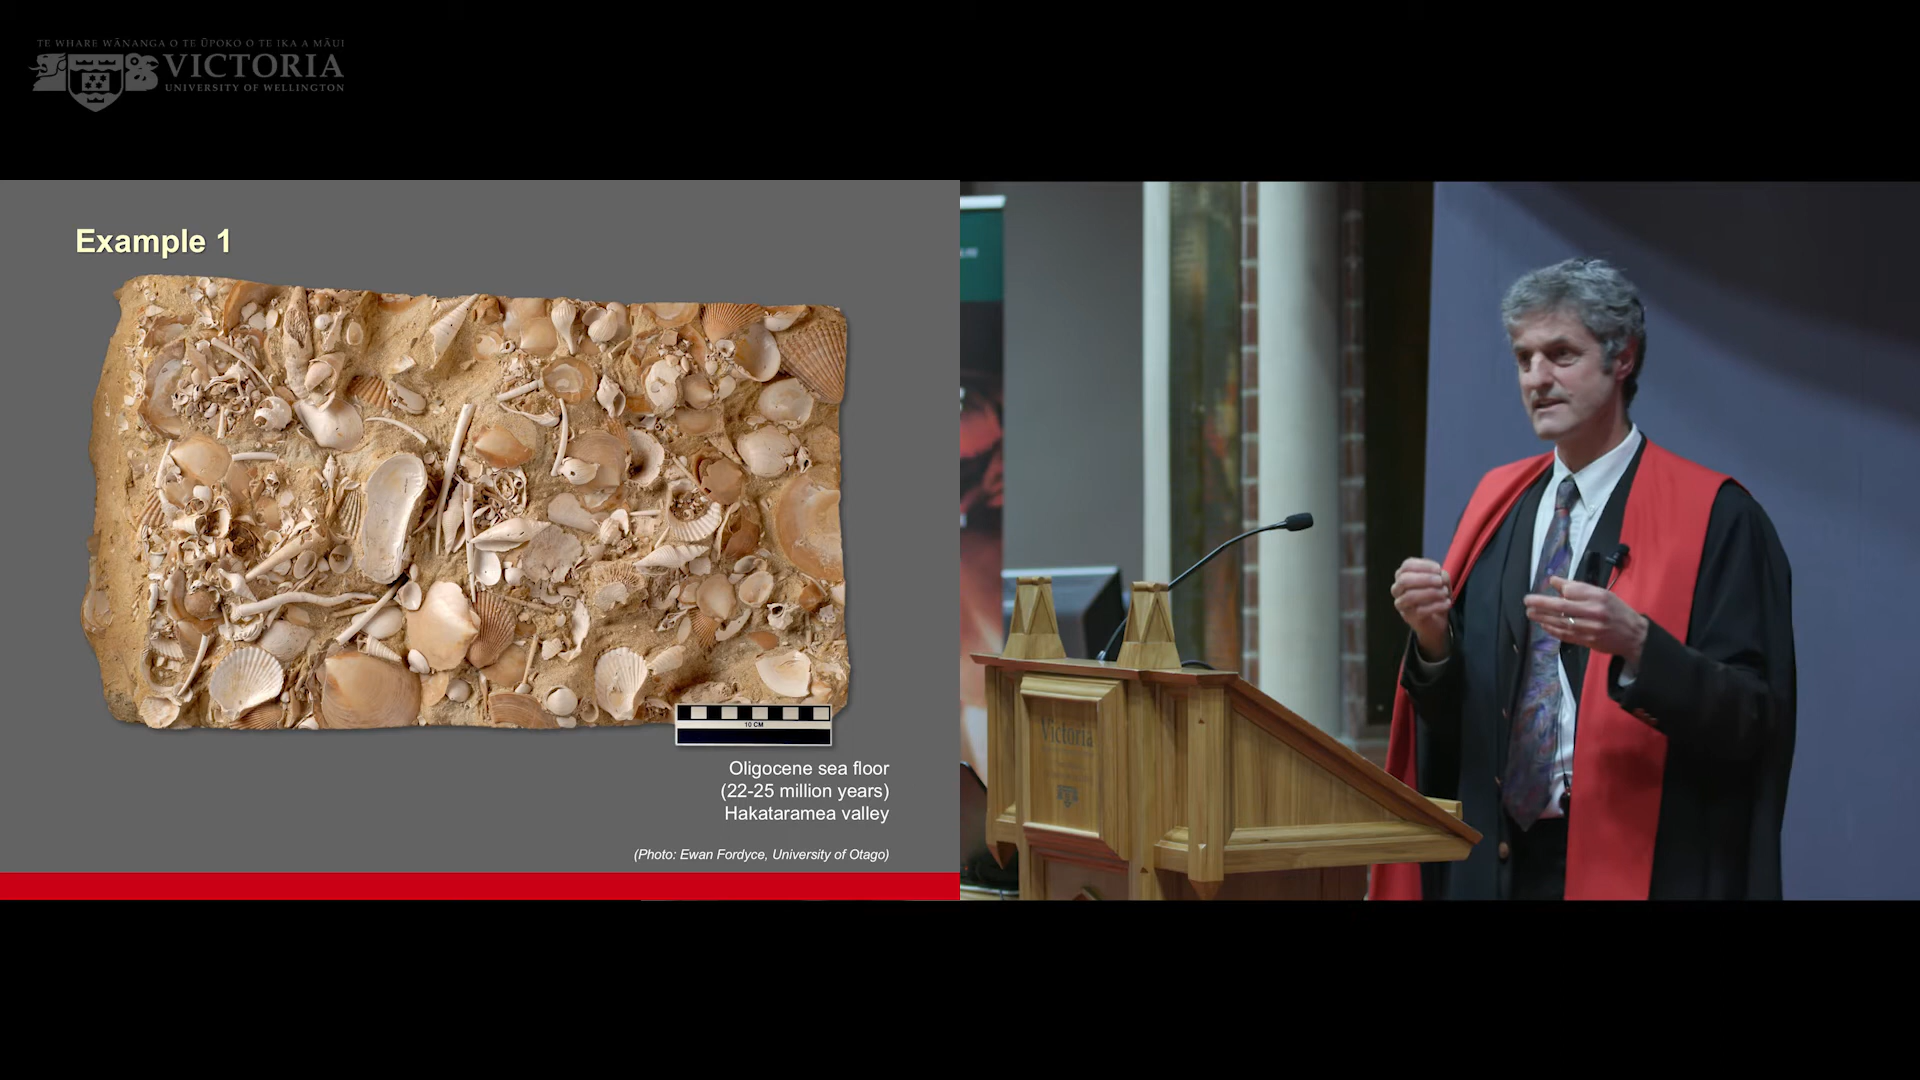 TE WHARE WĀNANGA O TE ŪPOKO O TE IKA A MĀUI
VICTORIA
UNIVERSITY OF WELLINGTON
Example 1
10 CM
Oligocene sea floor
(22-25 million years)
Hakataramea valley
(Photo: Ewan Fordyce, University of Otago)
Victoria